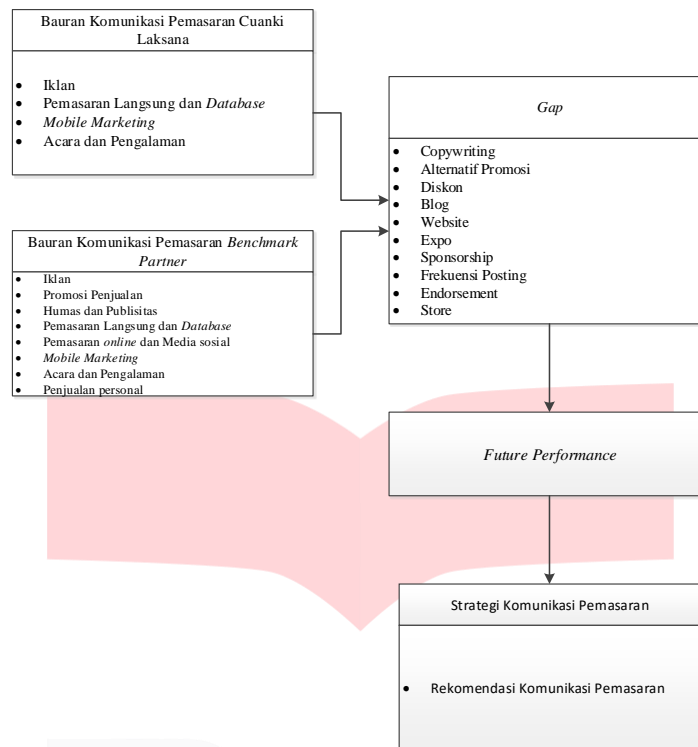 Bauran Komunikasi Pemasaran Cuanki
Laksana
• Iklan
• Pemasaran Langsung dan Database
• Mobile Marketing
• Acara dan Pengalaman
Bauran Komunikasi Pemasaran Benchmark
Partner
• Iklan
• Promosi Penjualan
• Humas dan Publisitas
• Pemasaran Langsung dan Database
• Pemasaran online dan Media sosial
• Mobile Marketing
• Acara dan Pengalaman
• Penjualan personal
Gap
• Copywriting
• Alternatif Promosi
• Diskon
• Blog
• Website
• Expo
• Sponsorship
• Frekuensi Posting
• Endorsement
• Store
Future Performance
Strategi Komunikasi Pemasaran
• Rekomendasi Komunikasi Pemasaran